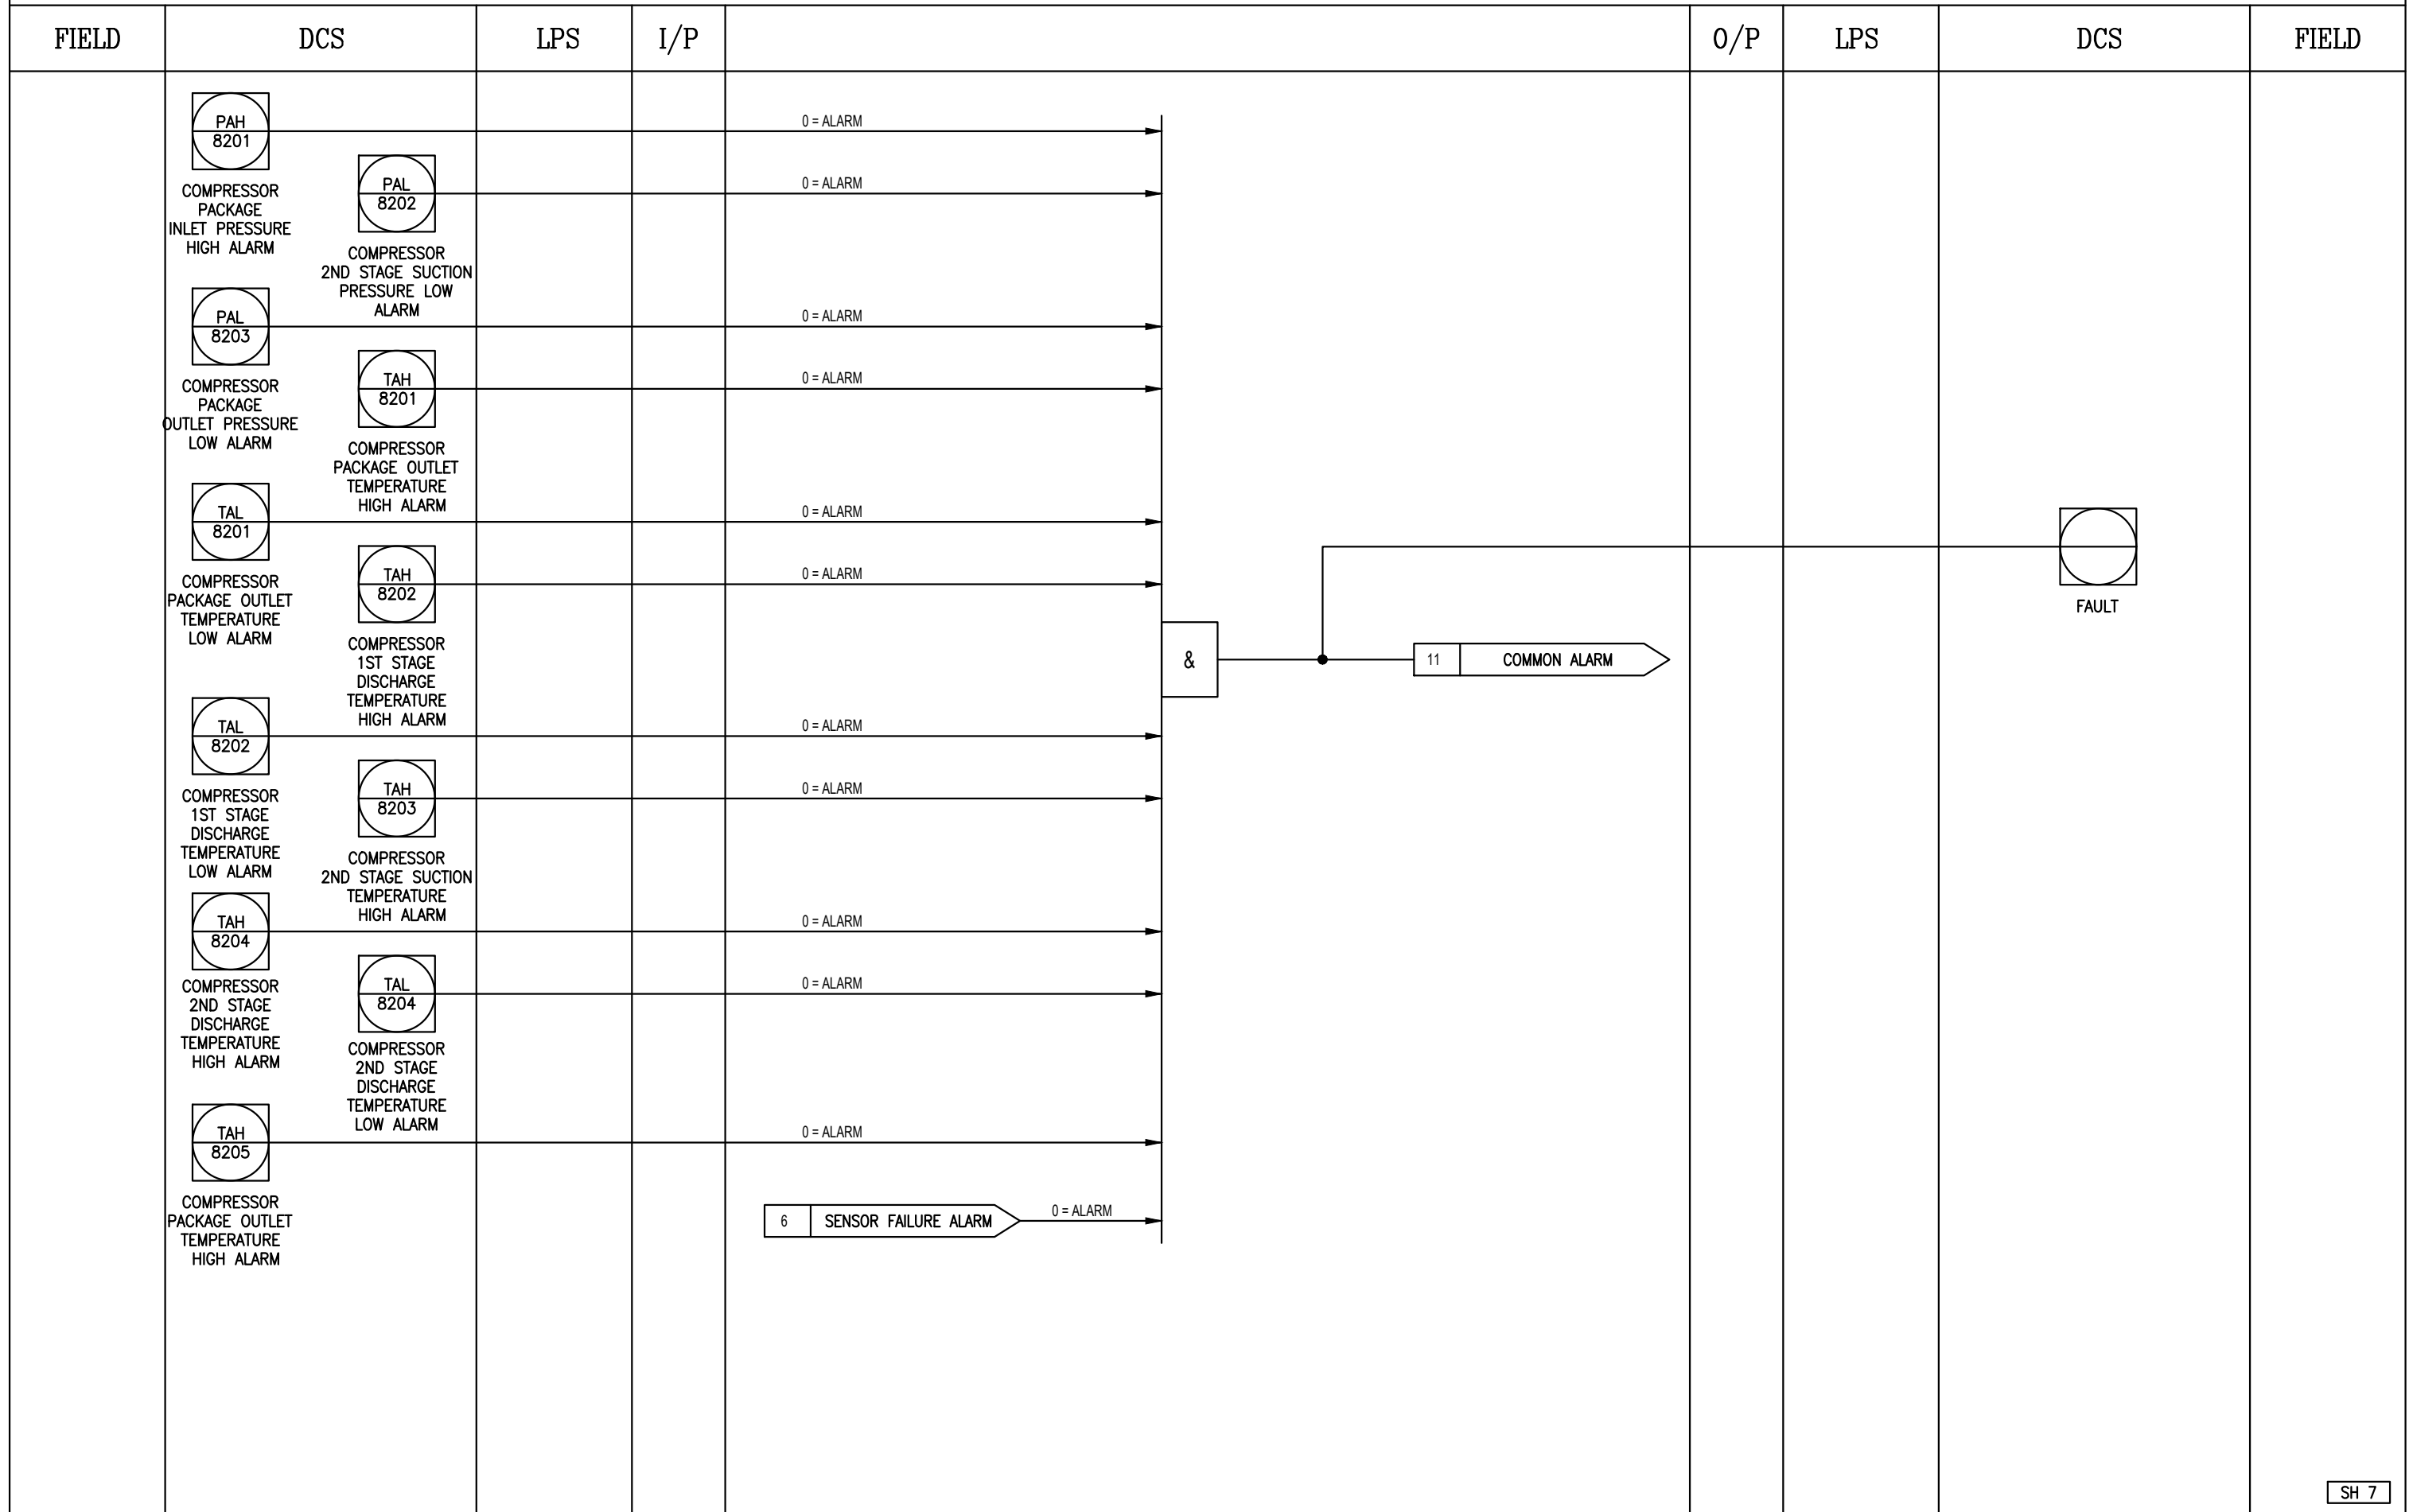 FIELD DCS LPS I/P O/P LPS DCS FIELD
PAH
8201
COMPRESSOR
PACKAGE
INLET PRESSURE
HIGH ALARM
0 = ALARM
PAL
8202
COMPRESSOR
2ND STAGE SUCTION
PRESSURE LOW
ALARM
0 = ALARM
PAL
8203
COMPRESSOR
PACKAGE
OUTLET PRESSURE
LOW ALARM
0 = ALARM
TAH
8201
COMPRESSOR
PACKAGE OUTLET
TEMPERATURE
HIGH ALARM
0 = ALARM
TAL
8201
COMPRESSOR
PACKAGE OUTLET
TEMPERATURE
LOW ALARM
0 = ALARM
TAH
8202
COMPRESSOR
1ST STAGE
DISCHARGE
TEMPERATURE
HIGH ALARM
0 = ALARM
TAL
8202
COMPRESSOR
1ST STAGE
DISCHARGE
TEMPERATURE
LOW ALARM
0 = ALARM
TAH
8203
COMPRESSOR
2ND STAGE SUCTION
TEMPERATURE
HIGH ALARM
0 = ALARM
TAH
8204
COMPRESSOR
2ND STAGE
DISCHARGE
TEMPERATURE
HIGH ALARM
0 = ALARM
TAL
8204
COMPRESSOR
2ND STAGE
DISCHARGE
TEMPERATURE
LOW ALARM
0 = ALARM
TAH
8205
COMPRESSOR
PACKAGE OUTLET
TEMPERATURE
HIGH ALARM
0 = ALARM
6 SENSOR FAILURE ALARM
0 = ALARM
&
11 COMMON ALARM
FAULT
SH 7